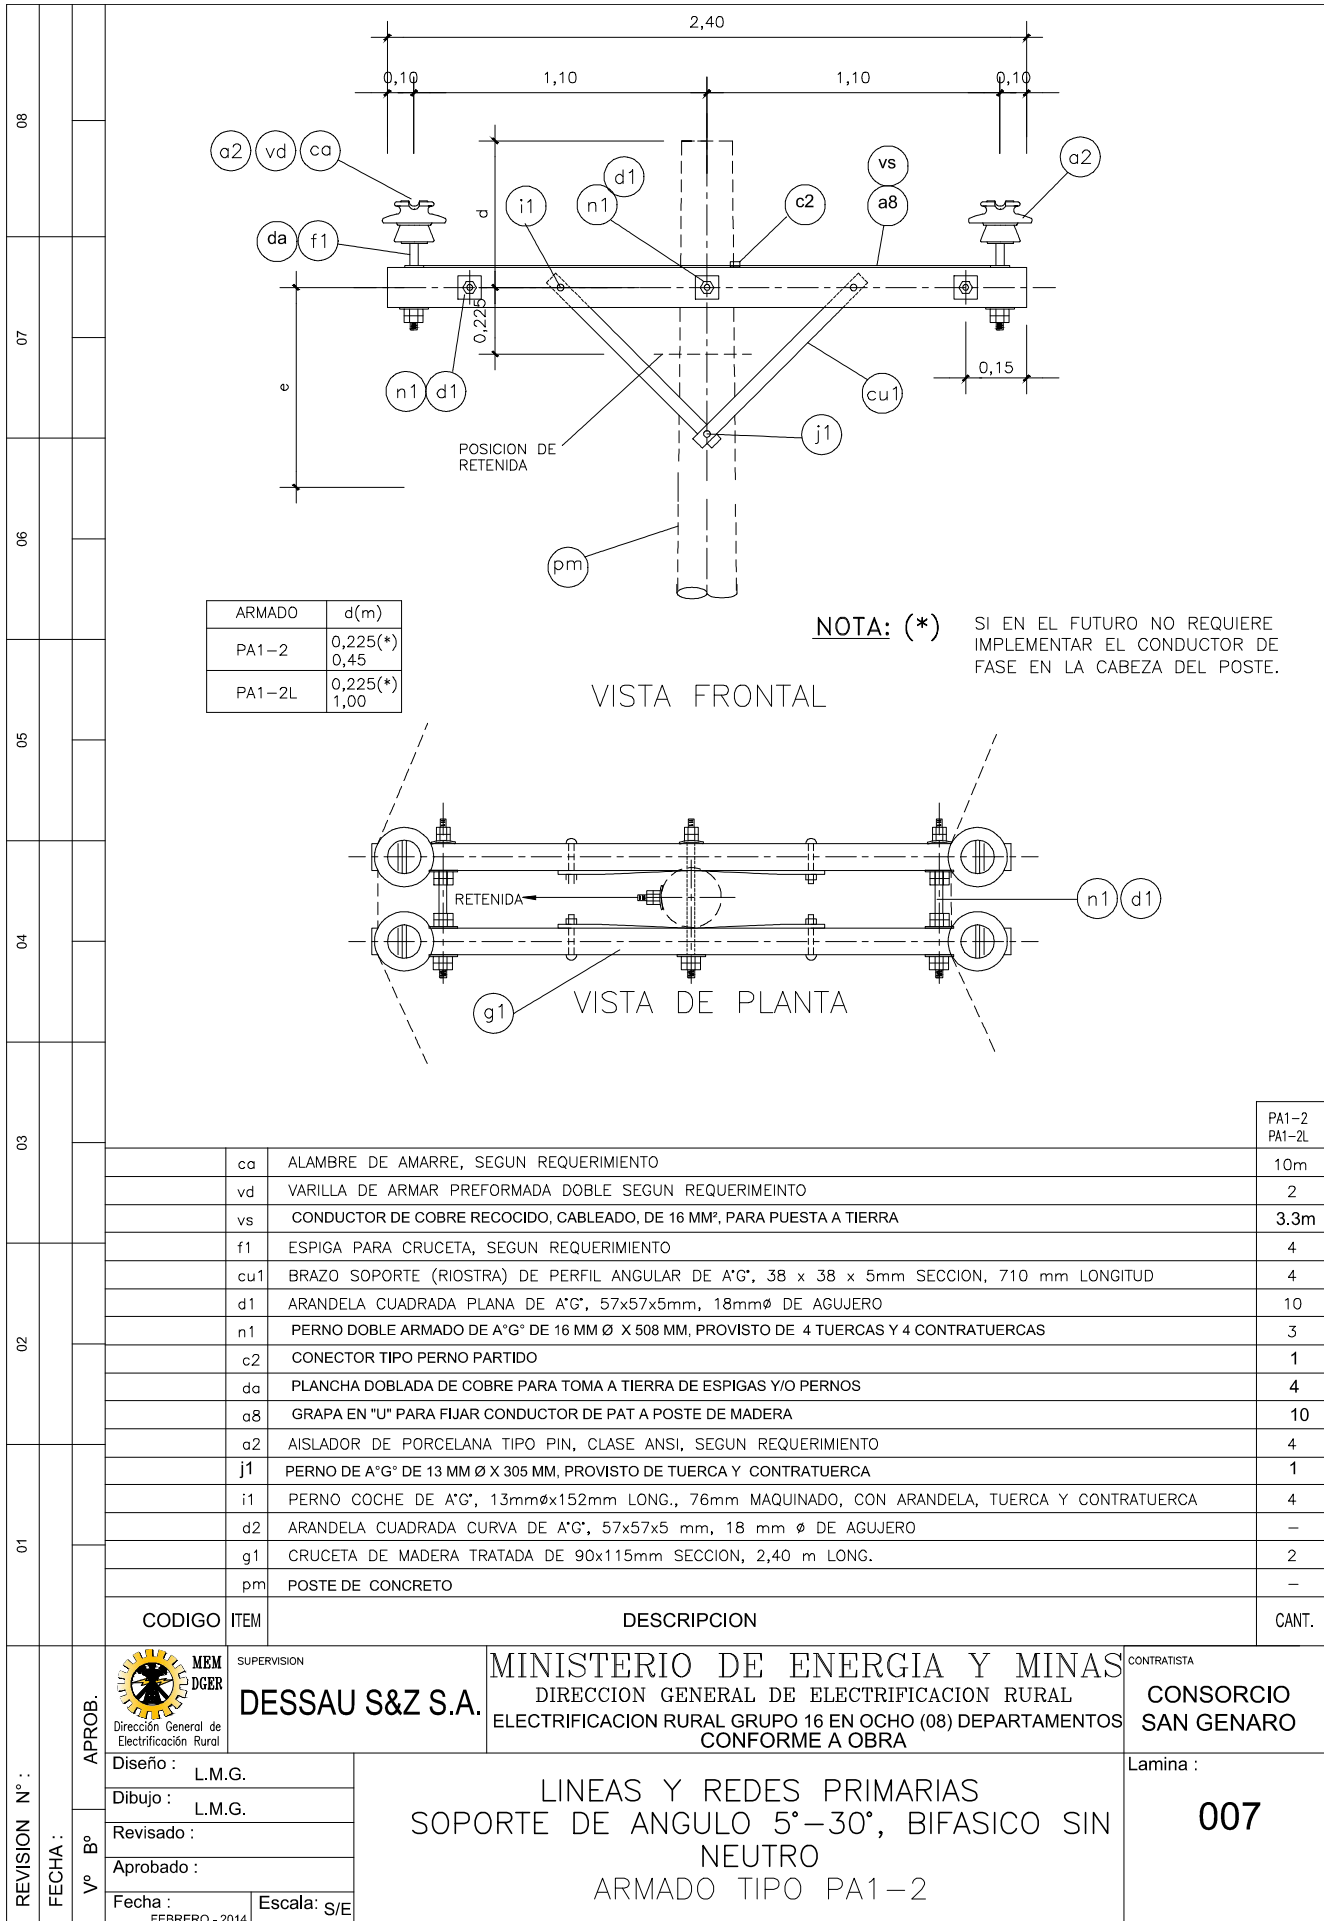 2,40
0,10
1,10
1,10
0,10
a2
vd
ca
d1
vs
a2
i1
n1
c2
a8
d
da
f1
0,225
e
0,15
n1
d1
cu1
j1
POSICION DE
RETENIDA
pm
ARMADO d(m)
PA1-2 0,225(*)
0,45
PA1-2L 0,225(*)
1,00
NOTA: (*) SI EN EL FUTURO NO REQUIERE
IMPLEMENTAR EL CONDUCTOR DE
FASE EN LA CABEZA DEL POSTE.
VISTA FRONTAL
RETENIDA
n1
d1
g1
VISTA DE PLANTA
PA1-2
PA1-2L
ca ALAMBRE DE AMARRE, SEGUN REQUERIMIENTO 10m
vd VARILLA DE ARMAR PREFORMADA DOBLE SEGUN REQUERIMEINTO 2
vs CONDUCTOR DE COBRE RECOCIDO, CABLEADO, DE 16 MM², PARA PUESTA A TIERRA 3.3m
f1 ESPIGA PARA CRUCETA, SEGUN REQUERIMIENTO 4
cu1 BRAZO SOPORTE (RIOSTRA) DE PERFIL ANGULAR DE A°G°, 38 x 38 x 5mm SECCION, 710 mm LONGITUD 4
d1 ARANDELA CUADRADA PLANA DE A°G°, 57x57x5mm, 18mmø DE AGUJERO 10
n1 PERNO DOBLE ARMADO DE A°G° DE 16 MM Ø X 508 MM, PROVISTO DE 4 TUERCAS Y 4 CONTRATUERCAS 3
c2 CONECTOR TIPO PERNO PARTIDO 1
da PLANCHA DOBLADA DE COBRE PARA TOMA A TIERRA DE ESPIGAS Y/O PERNOS 4
a8 GRAPA EN "U" PARA FIJAR CONDUCTOR DE PAT A POSTE DE MADERA 10
a2 AISLADOR DE PORCELANA TIPO PIN, CLASE ANSI, SEGUN REQUERIMIENTO 4
j1 PERNO DE A°G° DE 13 MM Ø X 305 MM, PROVISTO DE TUERCA Y CONTRATUERCA 1
i1 PERNO COCHE DE A°G°, 13mmøx152mm LONG., 76mm MAQUINADO, CON ARANDELA, TUERCA Y CONTRATUERCA 4
d2 ARANDELA CUADRADA CURVA DE A°G°, 57x57x5 mm, 18 mm ø DE AGUJERO –
g1 CRUCETA DE MADERA TRATADA DE 90x115mm SECCION, 2,40 m LONG. 2
pm POSTE DE CONCRETO –
CODIGO ITEM DESCRIPCION CANT.
MEM
DGER
Dirección General de
Electrificación Rural
SUPERVISION
DESSAU S&Z S.A.
MINISTERIO DE ENERGIA Y MINAS
DIRECCION GENERAL DE ELECTRIFICACION RURAL
ELECTRIFICACION RURAL GRUPO 16 EN OCHO (08) DEPARTAMENTOS
CONFORME A OBRA
CONTRATISTA
CONSORCIO
SAN GENARO
Diseño : L.M.G.
Dibujo : L.M.G.
Revisado :
Aprobado :
Fecha : FEBRERO - 2014
Escala: S/E
LINEAS Y REDES PRIMARIAS
SOPORTE DE ANGULO 5°-30°, BIFASICO SIN
NEUTRO
ARMADO TIPO PA1-2
Lamina :
007
08
07
06
05
04
03
02
01
REVISION N° :
FECHA :
V° B° APROB.